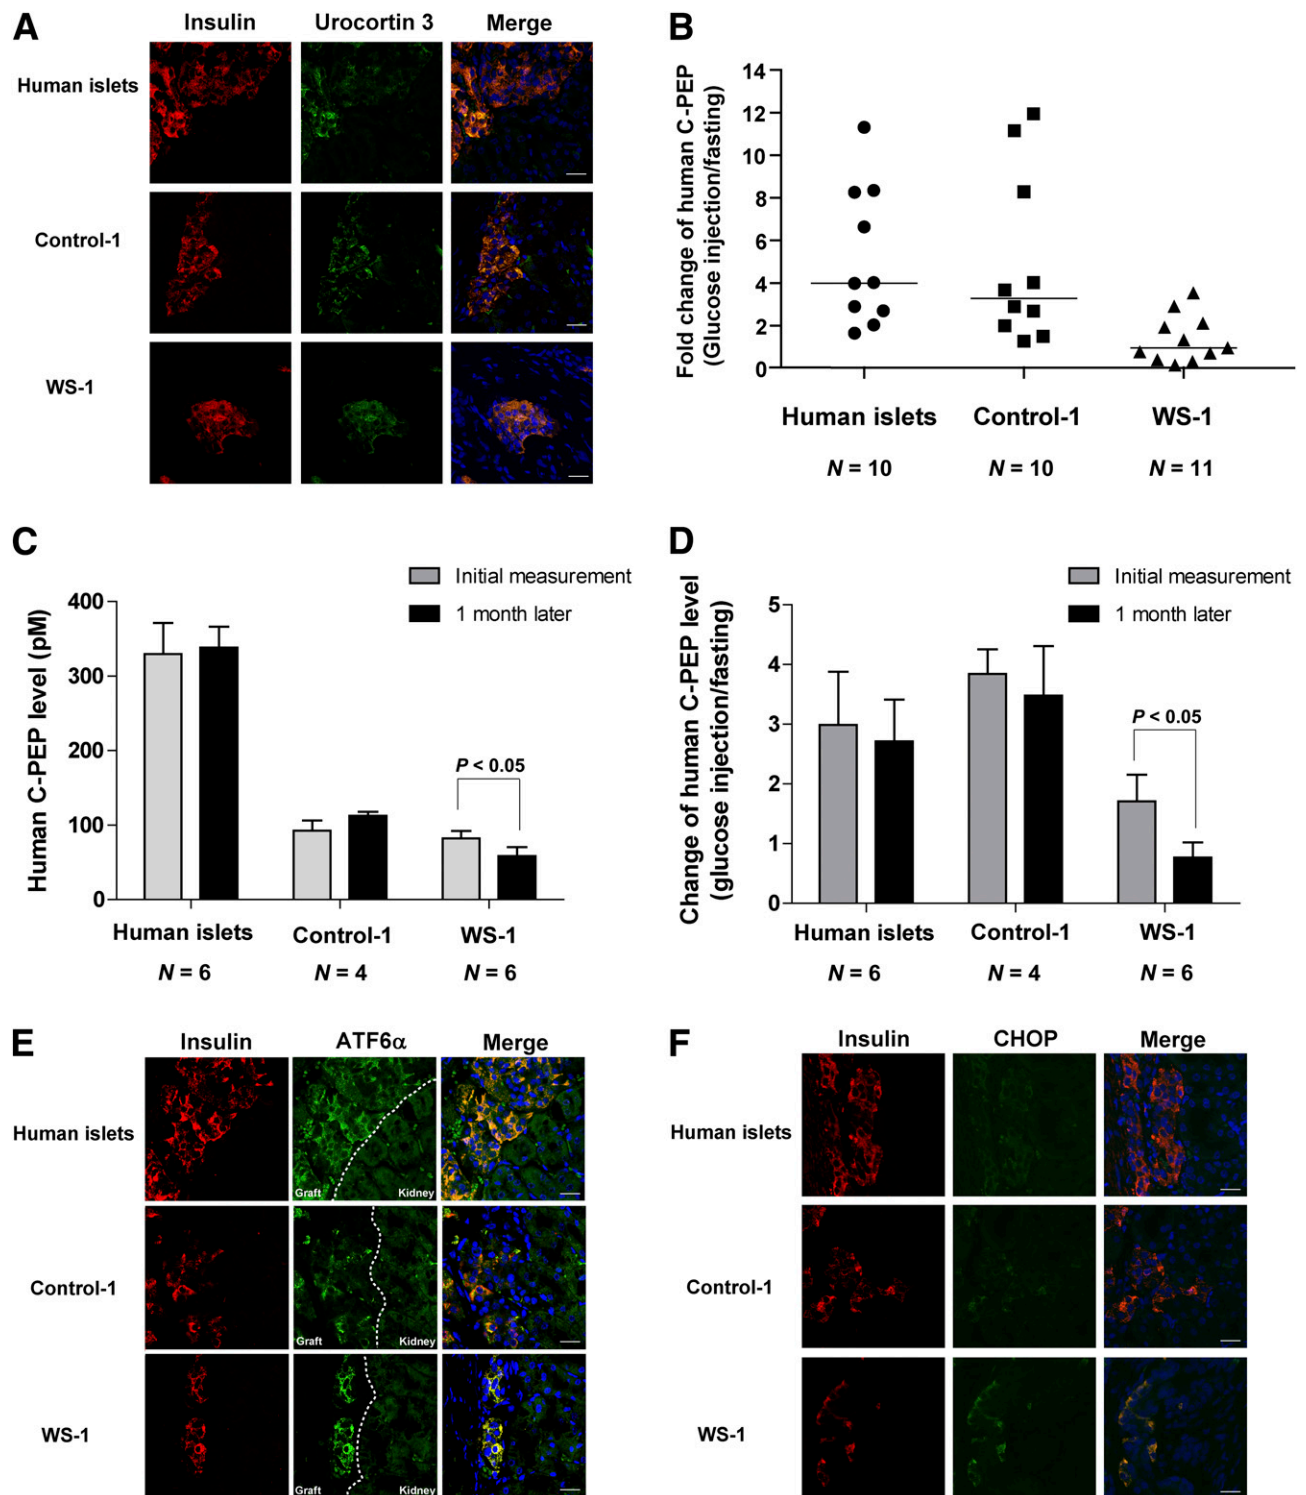 A
Insulin Urocortin 3 Merge
Human islets
Control-1
WS-1
B
Fold change of human C-PEP
(Glucose injection/fasting)
14
12
10
8
6
4
2
0
Human islets Control-1 WS-1
N = 10 N = 10 N = 11
C
Initial measurement
1 month later
Human C-PEP level (pM)
400
300
200
100
0
P < 0.05
Human islets Control-1 WS-1
N = 6 N = 4 N = 6
D
Initial measurement
1 month later
Change of human C-PEP level
(glucose injection/fasting)
5
4
3
2
1
0
P < 0.05
Human islets Control-1 WS-1
N = 6 N = 4 N = 6
E
Insulin ATF6α Merge
Human islets
Graft Kidney
Control-1
Graft Kidney
WS-1
Graft Kidney
F
Insulin CHOP Merge
Human islets
Control-1
WS-1